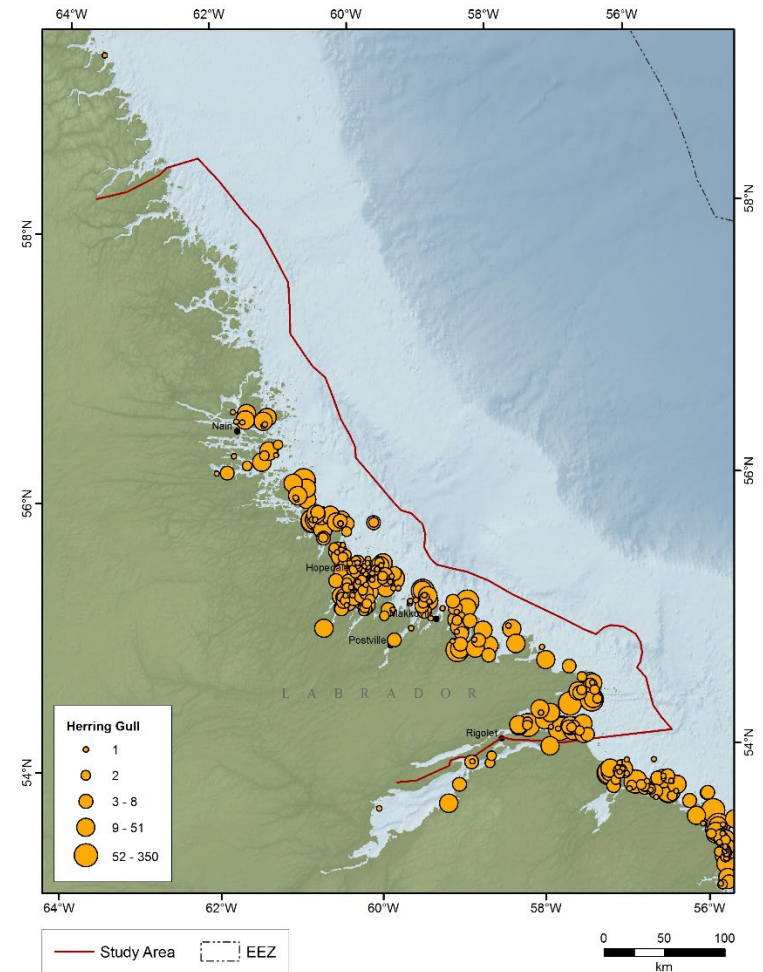 64°W 62°W 60°W 58°W 56°W
58°N 58°N
56°N 56°N
54°N 54°N
Nain
Hopedale
Makkovik
Postville
LABRADOR
Rigolet
Herring Gull
1
2
3 - 8
9 - 51
52 - 350
64°W 62°W 60°W 58°W 56°W
Study Area EEZ
0 50 100
km